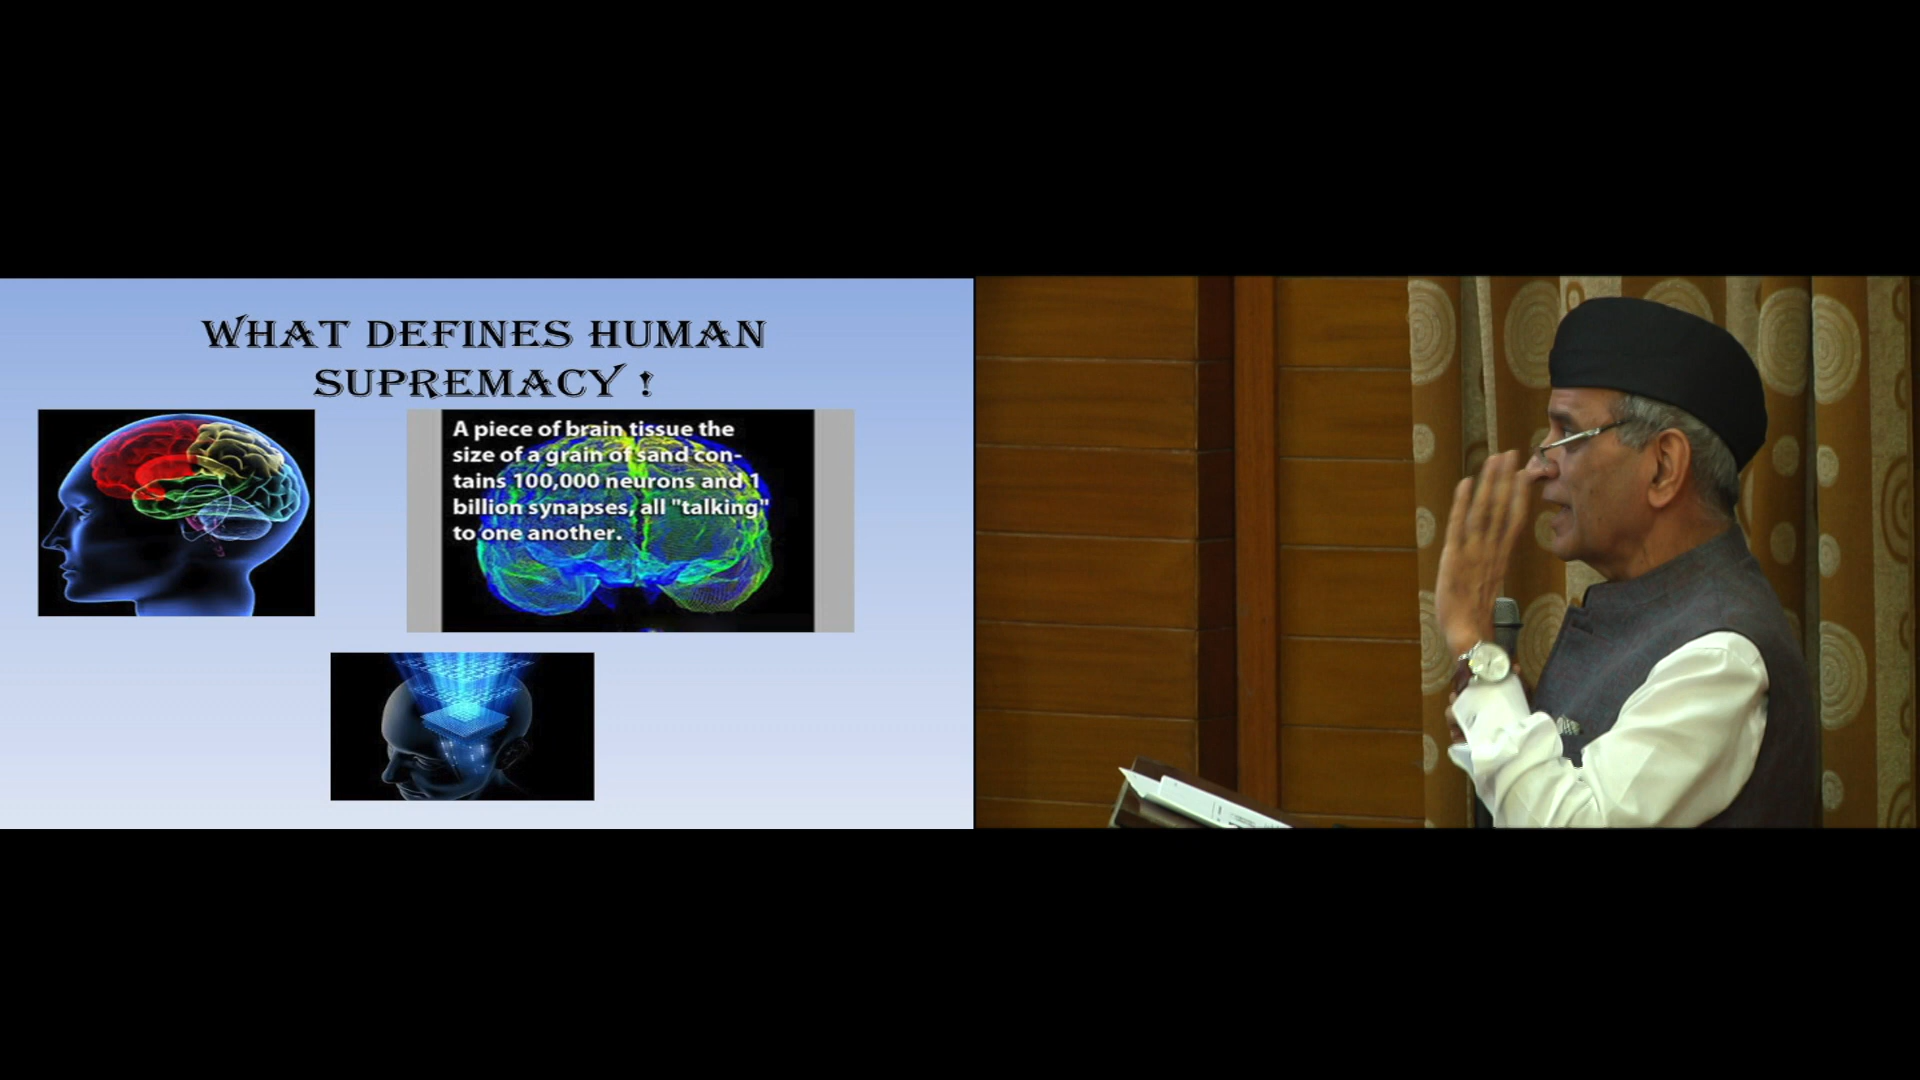 WHAT DEFINES HUMAN
SUPREMACY !
A piece of brain tissue the
size of a grain of sand con-
tains 100,000 neurons and 1
billion synapses, all "talking"
to one another.